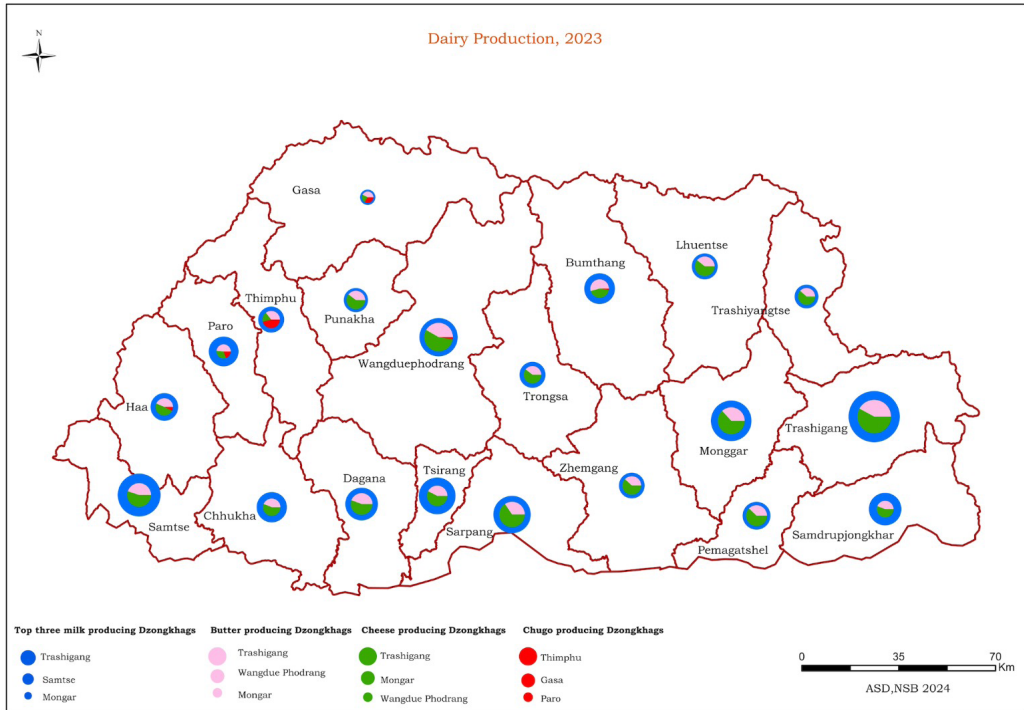 Dairy Production, 2023
N
Gasa
Lhuentse
Bumthang
Thimphu
Trashiyangtse
Punakha
Paro
Wangduephodrang
Trongsa
Haa
Trashigang
Monggar
Zhemgang
Tsirang
Dagana
Chhukha
Samtse
Sarpang
Samdrupjongkhar
Pemagatshel
Top three milk producing Dzongkhags
Trashigang
Samtse
Mongar
Butter producing Dzongkhags
Trashigang
Wangdue Phodrang
Mongar
Cheese producing Dzongkhags
Trashigang
Mongar
Wangdue Phodrang
Chugo producing Dzongkhags
Thimphu
Gasa
Paro
0 35 70
Km
ASD,NSB 2024